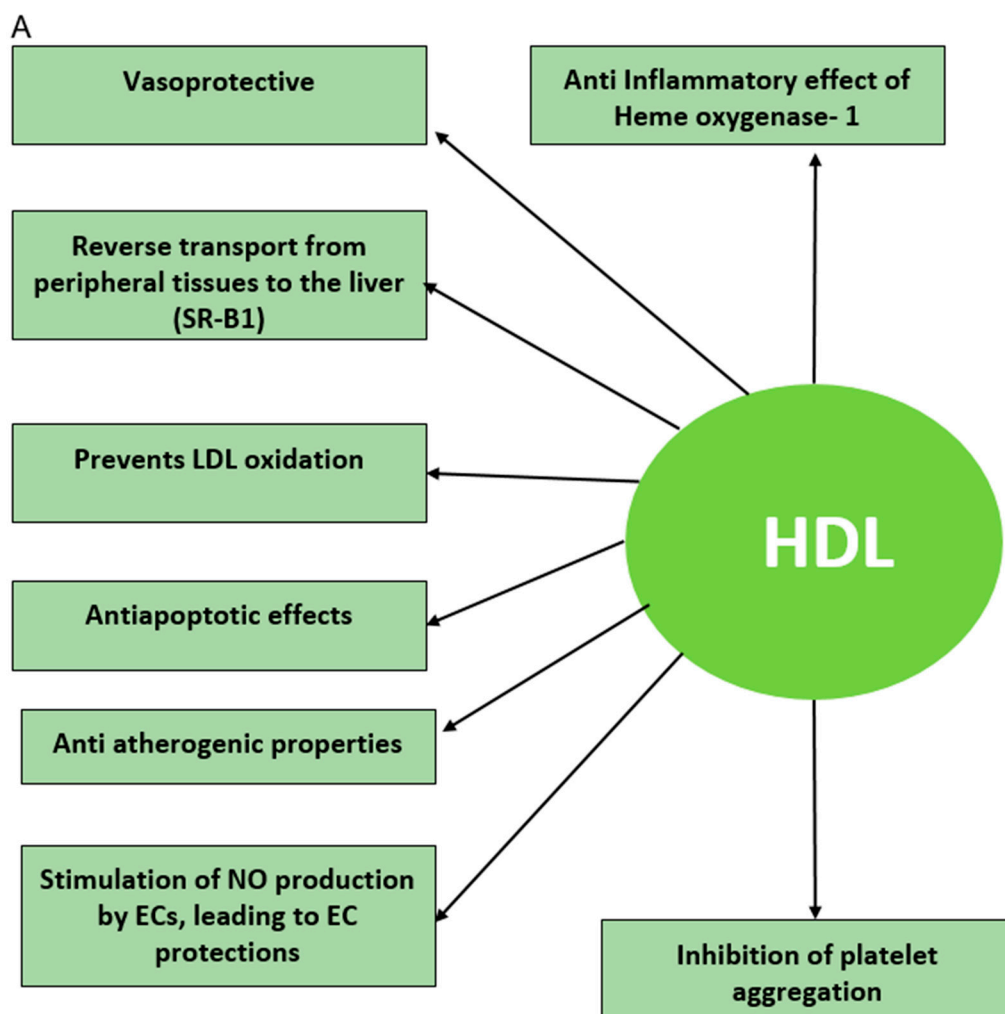 A
Vasoprotective
Anti Inflammatory effect of
Heme oxygenase- 1
Reverse transport from
peripheral tissues to the liver
(SR-B1)
Prevents LDL oxidation
HDL
Antiapoptotic effects
Anti atherogenic properties
Stimulation of NO production
by ECs, leading to EC
protections
Inhibition of platelet
aggregation